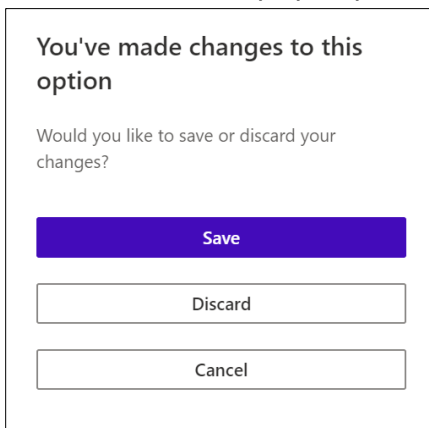 You've made changes to this
option
Would you like to save or discard your
changes?
Save
Discard
Cancel